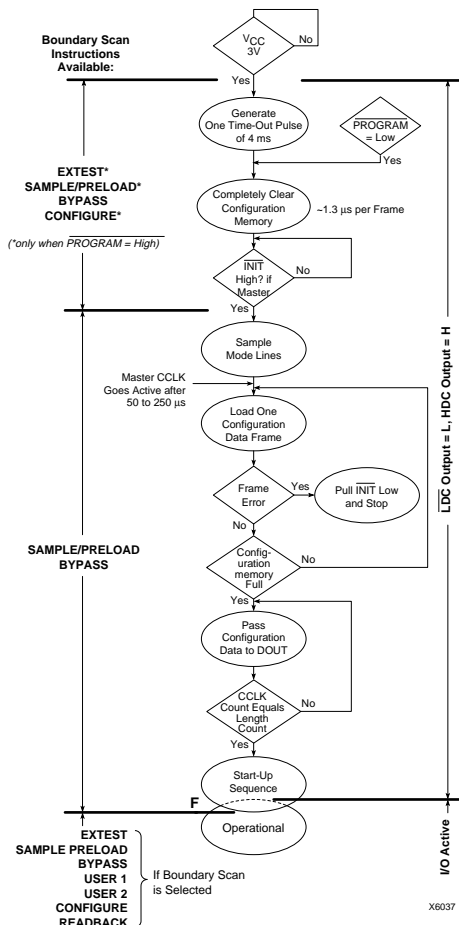 Boundary Scan
Instructions
Available:
VCC
3V
No
Yes
Generate
One Time-Out Pulse
of 4 ms
PROGRAM
= Low
Yes
EXTEST*
SAMPLE/PRELOAD*
BYPASS
CONFIGURE*
(*only when PROGRAM = High)
Completely Clear
Configuration
Memory
~1.3 µs per Frame
INIT
High? if
Master
No
Yes
Sample
Mode Lines
Master CCLK
Goes Active after
50 to 250 µs
Load One
Configuration
Data Frame
Frame
Error
Yes
Pull INIT Low
and Stop
No
SAMPLE/PRELOAD
BYPASS
Config-
uration
memory
Full
No
Yes
Pass
Configuration
Data to DOUT
CCLK
Count Equals
Length
Count
No
Yes
Start-Up
Sequence
F
Operational
EXTEST
SAMPLE PRELOAD
BYPASS
USER 1
USER 2
CONFIGURE
READBACK
If Boundary Scan
is Selected
LDC Output = L, HDC Output = H
I/O Active
X6037